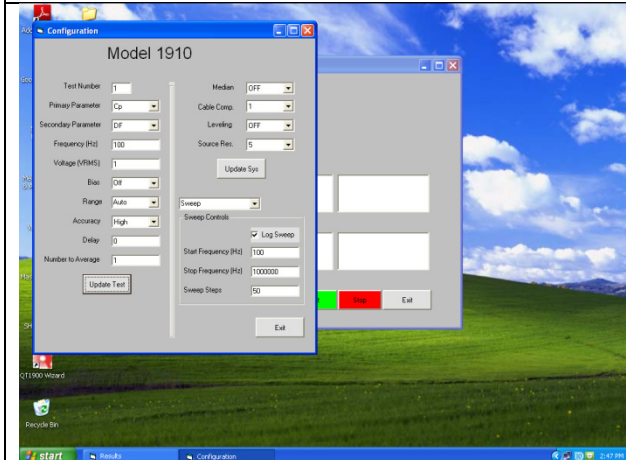 Configuration
Model 1910
Test Number 1
Primary Parameter Cp
Secondary Parameter DF
Frequency (Hz) 100
Voltage (VRMS) 1
Bias Off
Range Auto
Accuracy High
Delay 0
Number to Average 1
Update Test
Median OFF
Cable Comp. 1
Leveling OFF
Source Res. 5
Update Sys
Sweep
Sweep Controls
Log Sweep
Start Frequency (Hz) 100
Stop Frequency (Hz) 1000000
Sweep Steps 50
Exit
Stop
Exit
QT1900 Wizard
Recycle Bin
start
Results
Configuration
2:47 PM